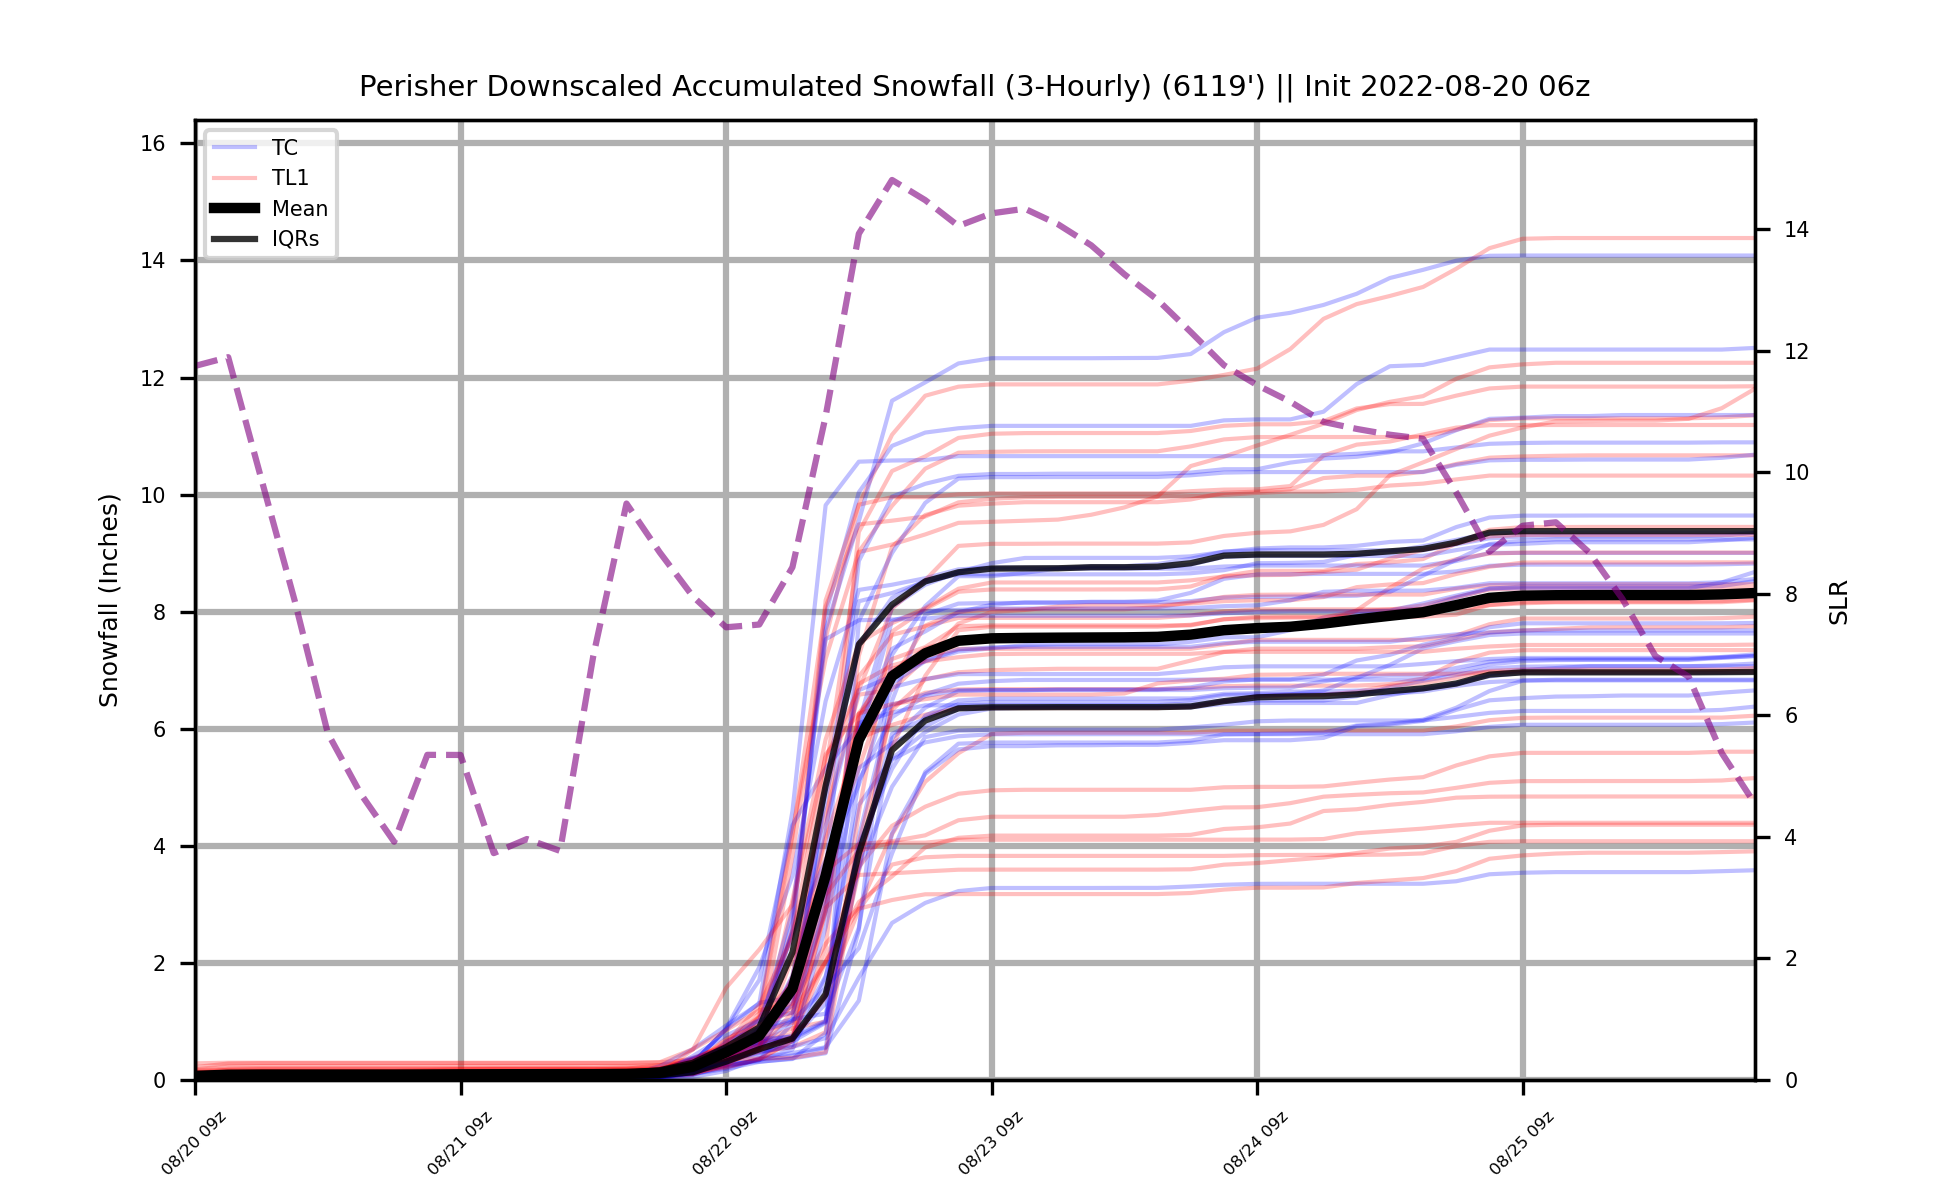 Perisher Downscaled Accumulated Snowfall (3-Hourly) (6119') || Init 2022-08-20 06z
TC
TL1
Mean
IQRs
Snowfall (Inches)
16
14
12
10
8
6
4
2
0
SLR
14
12
10
8
6
4
2
0
08/20 09z
08/21 09z
08/22 09z
08/23 09z
08/24 09z
08/25 09z